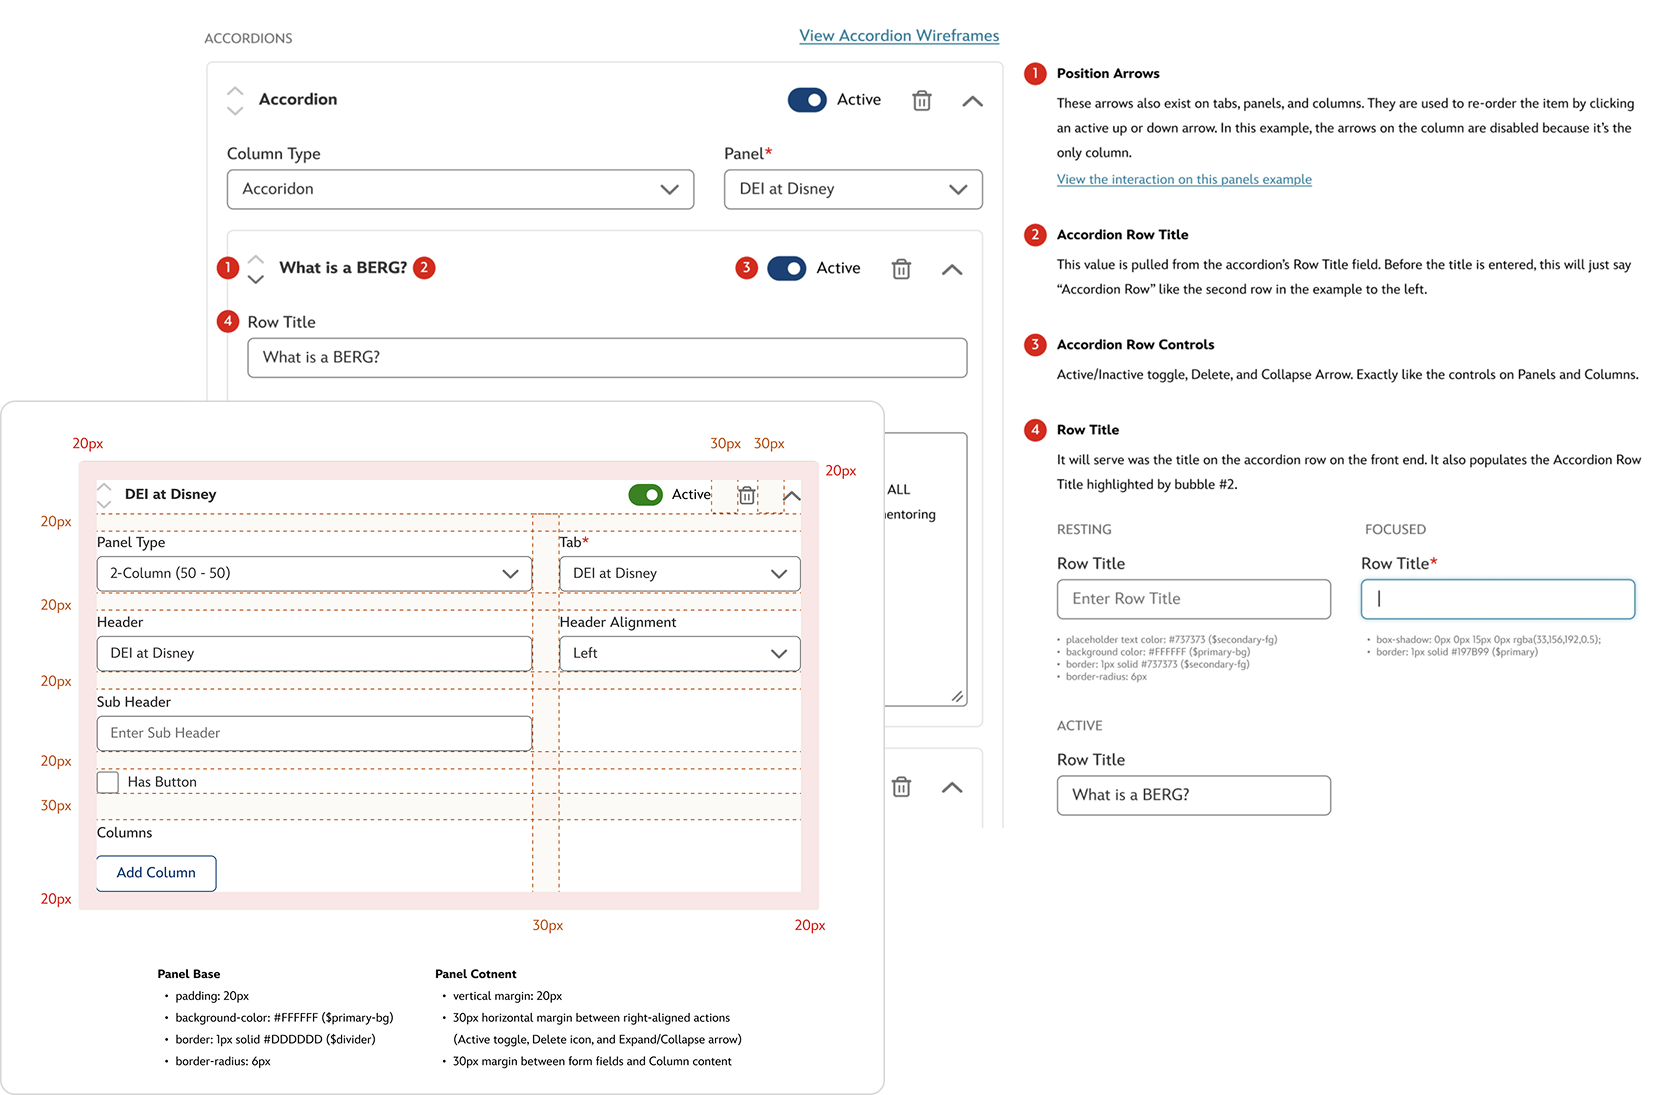 ACCORDIONS
View Accordion Wireframes
Accordion
Active
Column Type
Panel*
Accoridon
DEI at Disney
1
What is a BERG?
2
3
Active
4
Row Title
What is a BERG?
ALL
entoring
1
Position Arrows
These arrows also exist on tabs, panels, and columns. They are used to re-order the item by clicking
an active up or down arrow. In this example, the arrows on the column are disabled because it's the
only column.
View the interaction on this panels example
2
Accordion Row Title
This value is pulled from the accordion's Row Title field. Before the title is entered, this will just say
“Accordion Row” like the second row in the example to the left.
3
Accordion Row Controls
Active/Inactive toggle, Delete, and Collapse Arrow. Exactly like the controls on Panels and Columns.
4
Row Title
It will serve was the title on the accordion row on the front end. It also populates the Accordion Row
Title highlighted by bubble #2.
RESTING
Row Title
Enter Row Title
• placeholder text color: #737373 ($secondary-fg)
• background color: #FFFFFF ($primary-bg)
• border: 1px solid #737373 ($secondary-fg)
• border-radius: 6px
FOCUSED
Row Title*
• box-shadow: 0px 0px 15px 0px rgba(33,156,192,0.5);
• border: 1px solid #197B99 ($primary)
ACTIVE
Row Title
What is a BERG?
20px
30px 30px
20px
DEI at Disney
Active
20px
Panel Type
Tab*
2-Column (50 - 50)
DEI at Disney
20px
Header
Header Alignment
DEI at Disney
Left
20px
Sub Header
Enter Sub Header
20px
Has Button
30px
Columns
Add Column
20px
30px
20px
Panel Base
• padding: 20px
• background-color: #FFFFFF ($primary-bg)
• border: 1px solid #DDDDDD ($divider)
• border-radius: 6px
Panel Cotnent
• vertical margin: 20px
• 30px horizontal margin between right-aligned actions
(Active toggle, Delete icon, and Expand/Collapse arrow)
• 30px margin between form fields and Column content